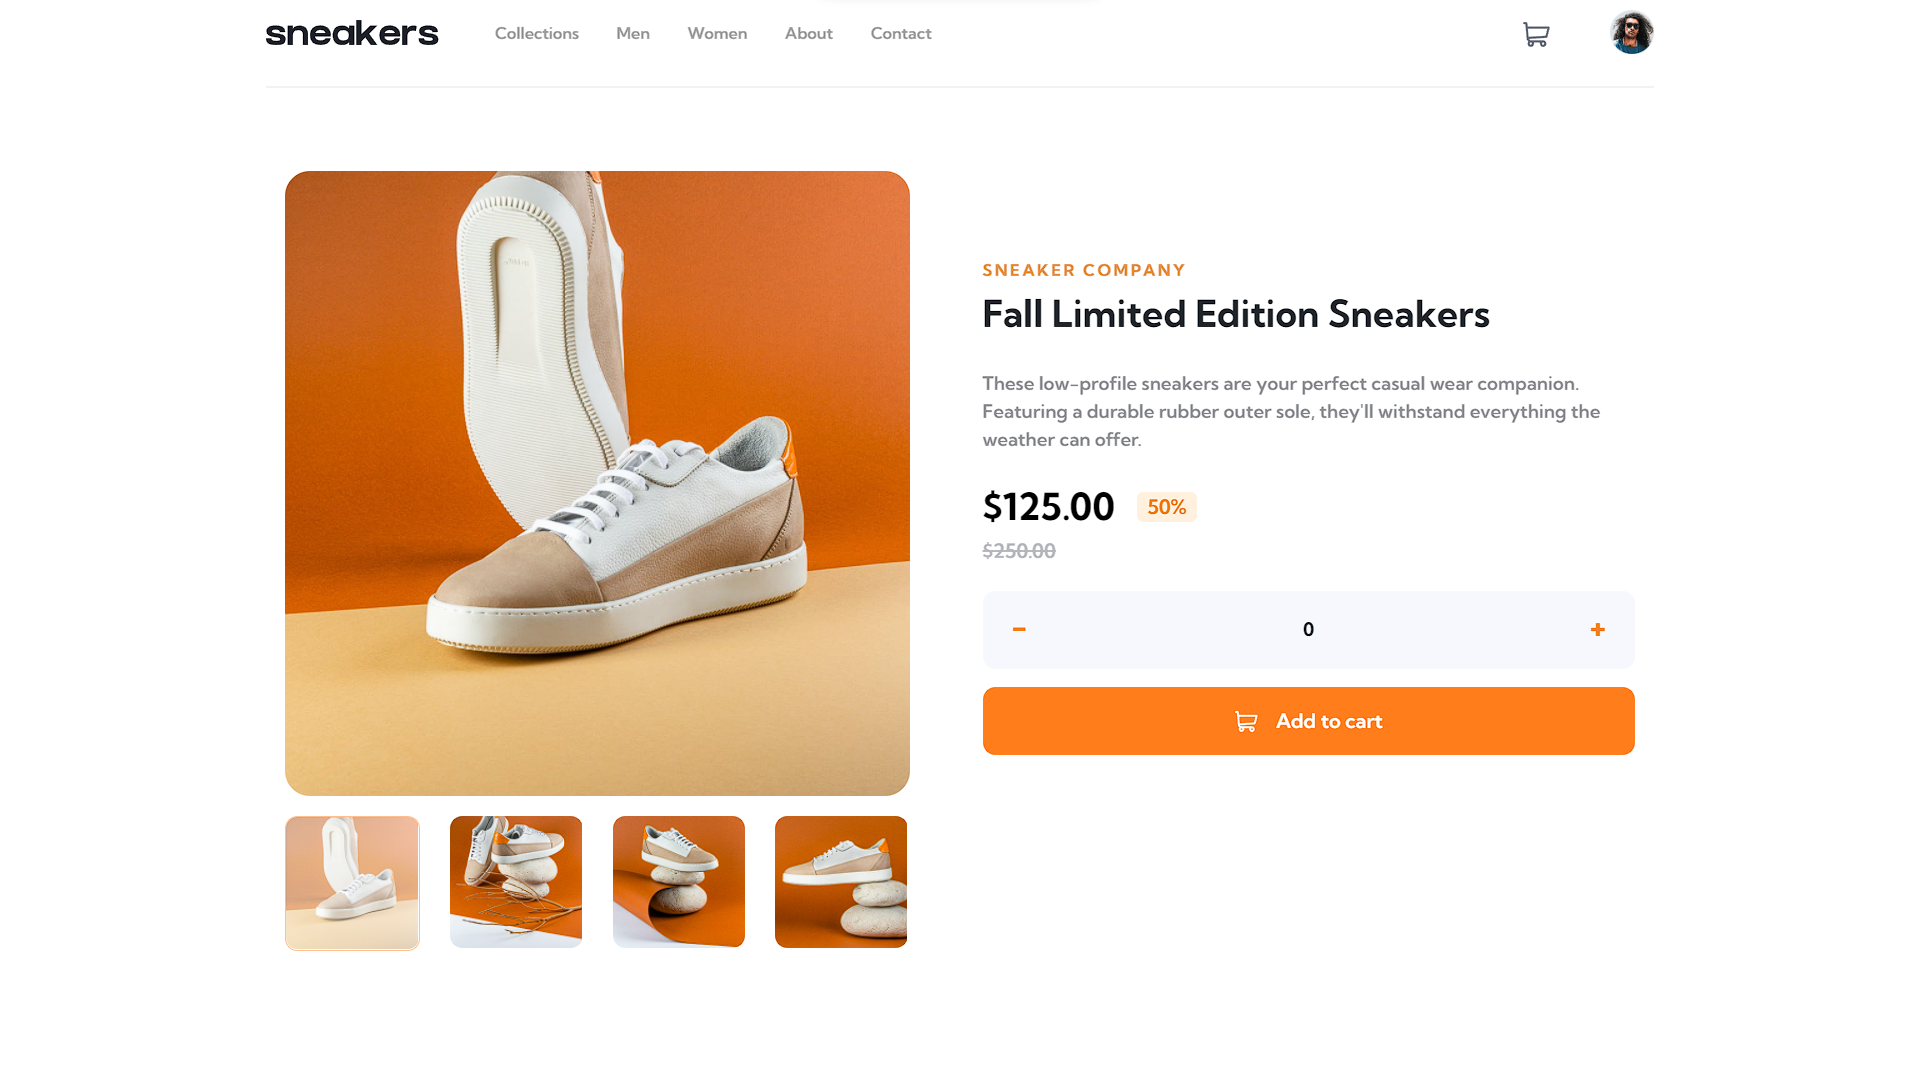 sneakers
Collections
Men
Women
About
Contact
SNEAKER COMPANY
Fall Limited Edition Sneakers
These low-profile sneakers are your perfect casual wear companion.
Featuring a durable rubber outer sole, they'll withstand everything the
weather can offer.
$125.00
50%
$250.00
−
0
+
Add to cart